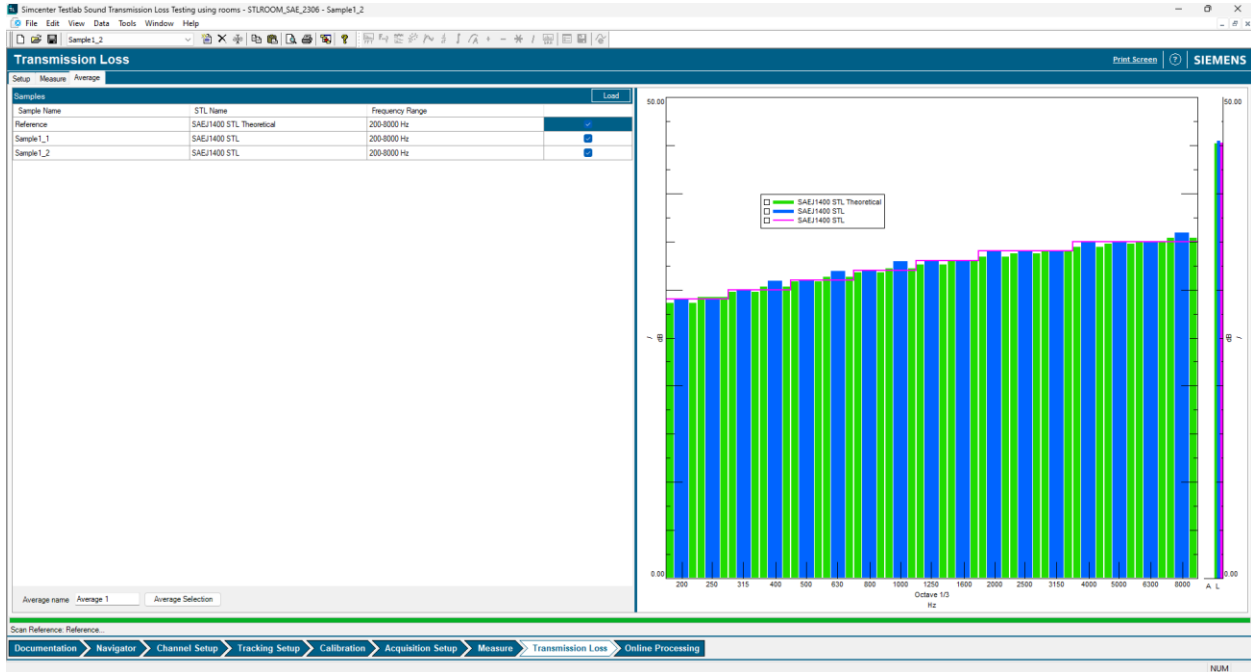 Simcenter Testlab Sound Transmission Loss Testing using rooms - STLROOM_SAE_2306 - Sample1_2
File Edit View Data Tools Window Help
Sample1_2
Transmission Loss
Print Screen
SIEMENS
Setup Measure Average
Samples Load
Sample Name STL Name Frequency Range
Reference SAEJ1400 STL Theoretical 200-8000 Hz
Sample1_1 SAEJ1400 STL 200-8000 Hz
Sample1_2 SAEJ1400 STL 200-8000 Hz
50.00 50.00
SAEJ1400 STL Theoretical
SAEJ1400 STL
SAEJ1400 STL
/ dB dB /
0.00 0.00
200 250 315 400 500 630 800 1000 1250 1600 2000 2500 3150 4000 5000 6300 8000 A L
Octave 1/3
Hz
Average name Average 1 Average Selection
Scan Reference: Reference...
Documentation Navigator Channel Setup Tracking Setup Calibration Acquisition Setup Measure Transmission Loss Online Processing
NUM